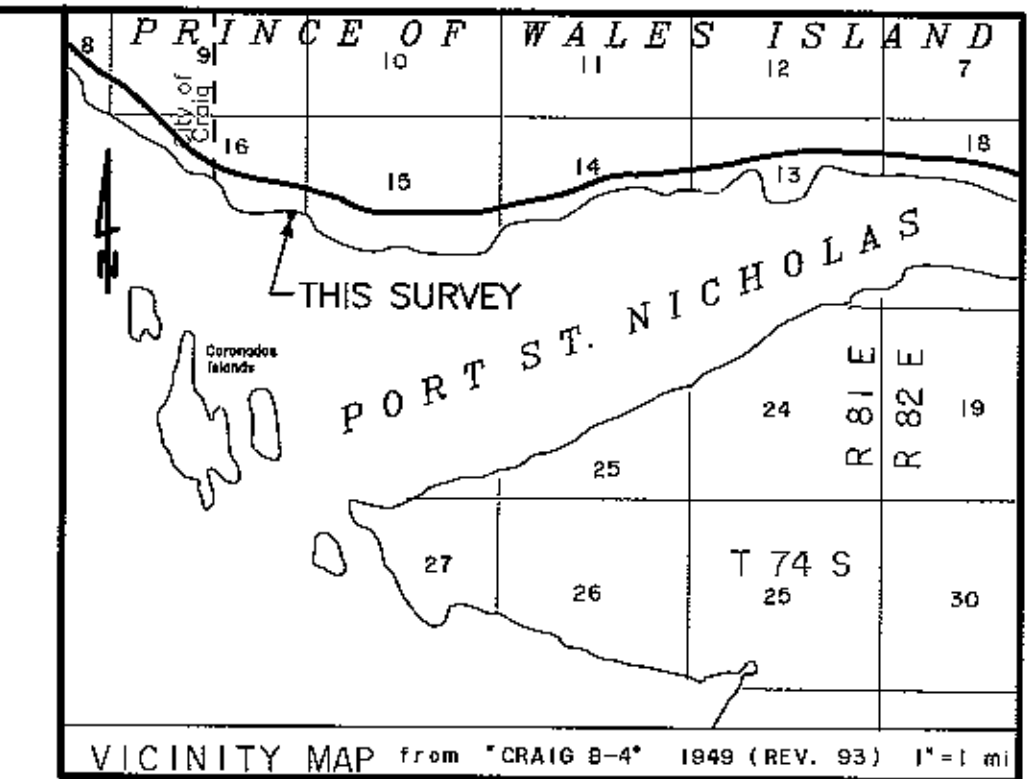 PRINCE OF WALES ISLAND
8
9
10
11
12
7
City of
Craig
16
15
14
13
18
N
THIS SURVEY
PORT ST. NICHOLAS
Coronados
Islands
R 81 E
R 82 E
24
19
25
27
26
T 74 S
25
30
VICINITY MAP from "CRAIG B-4" 1949 (REV. 93) 1"=1 mi